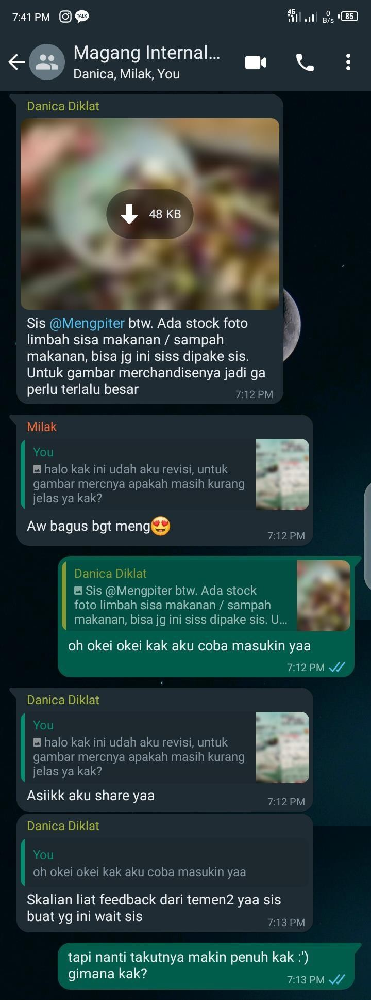 7:41 PM
TALK
4G
0
B/s
85
Magang Internal...
Danica, Milak, You
Danica Diklat
48 KB
Sis @Mengpiter btw. Ada stock foto
limbah sisa makanan / sampah
makanan, bisa jg ini siss dipake sis.
Untuk gambar merchandisenya jadi ga
perlu terlalu besar
7:12 PM
Milak
You
halo kak ini udah aku revisi, untuk
gambar mercnya apakah masih kurang
jelas ya kak?
Aw bagus bgt meng😍
7:12 PM
Danica Diklat
Sis @Mengpiter btw. Ada stock
foto limbah sisa makanan / sampah
makanan, bisa jg ini siss dipake sis. U...
oh okei okei kak aku coba masukin yaa
7:12 PM
Danica Diklat
You
halo kak ini udah aku revisi, untuk
gambar mercnya apakah masih kurang
jelas ya kak?
Asiikk aku share yaa
7:12 PM
Danica Diklat
You
oh okei okei kak aku coba masukin yaa
Skalian liat feedback dari temen2 yaa sis
buat yg ini wait sis
7:13 PM
tapi nanti takutnya makin penuh kak :')
gimana kak?
7:13 PM